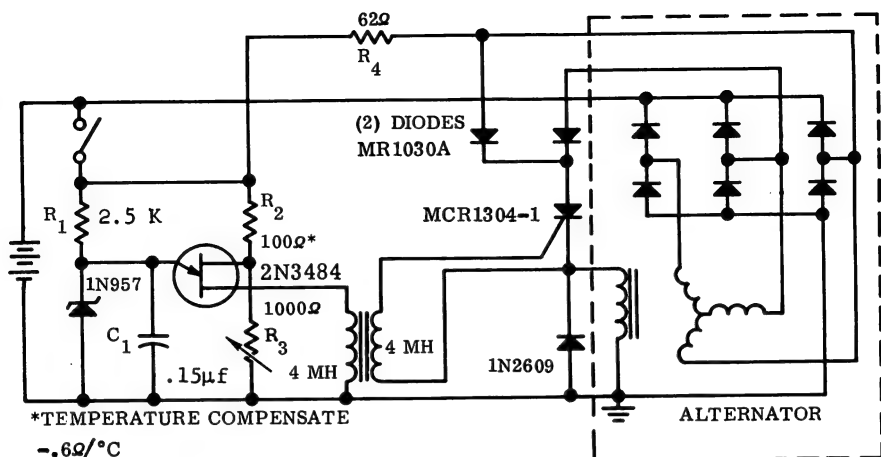 62Ω
R4
(2) DIODES
MR1030A
R2
R1
2.5 K
MCR1304-1
100Ω*
2N3484
1N957
1000Ω
C1
R3
4 MH
4 MH
1N2609
.15µf
*TEMPERATURE COMPENSATE
-.6Ω/°C
ALTERNATOR